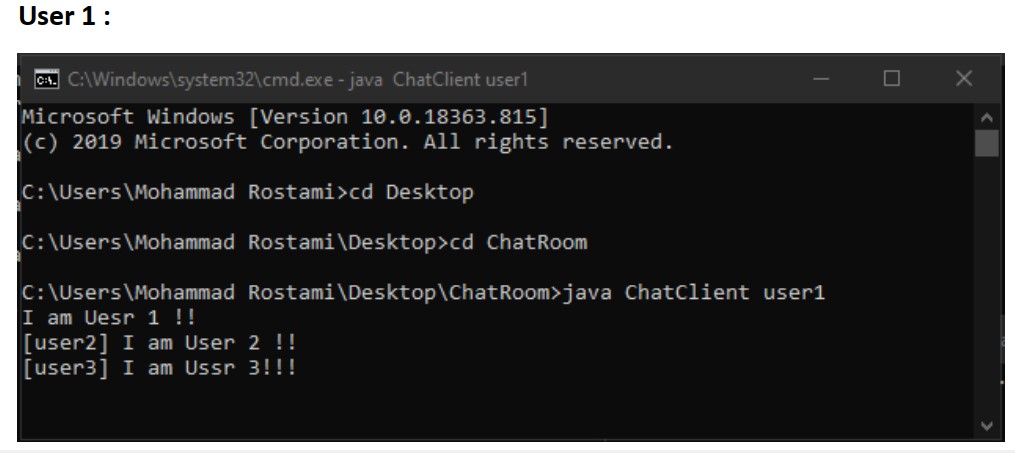 User 1 :
C:\Windows\system32\cmd.exe - java ChatClient user1
Microsoft Windows [Version 10.0.18363.815]
(c) 2019 Microsoft Corporation. All rights reserved.
C:\Users\Mohammad Rostami>cd Desktop
C:\Users\Mohammad Rostami\Desktop>cd ChatRoom
C:\Users\Mohammad Rostami\Desktop\ChatRoom>java ChatClient user1
I am Uesr 1 !!
[user2] I am User 2 !!
[user3] I am Ussr 3!!!